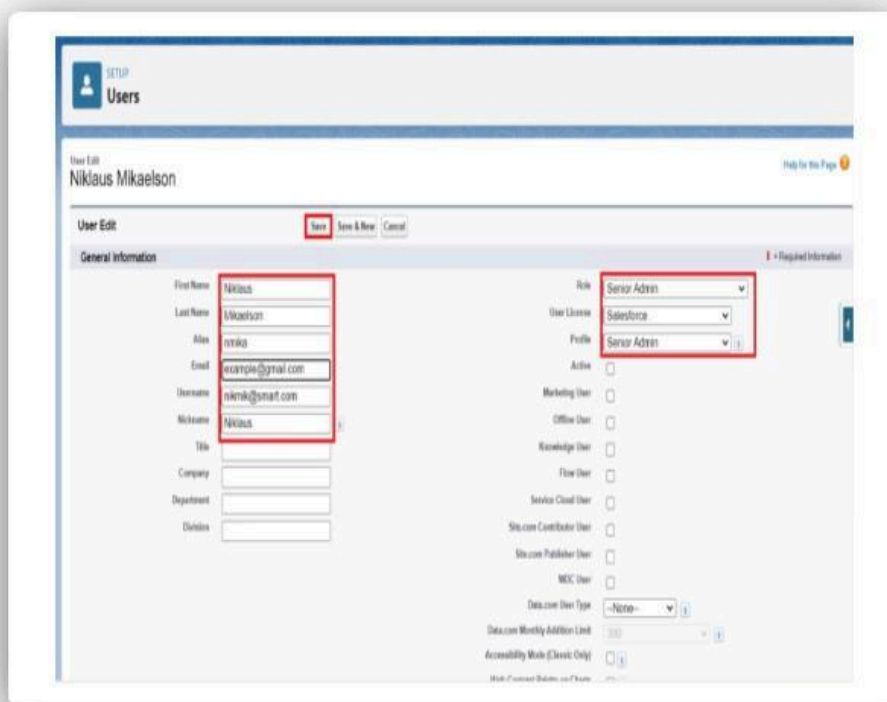 SETUP
Users
User Edit
Niklaus Mikaelson
Help for this Page
User Edit
Save
Save & New
Cancel
General Information
= Required Information
First Name Niklaus
Last Name Mikaelson
Alias nmika
Email example@gmail.com
Username nikmik@smart.com
Nickname Niklaus
Title
Company
Department
Division
Role Senior Admin
User License Salesforce
Profile Senior Admin
Active
Marketing User
Offline User
Knowledge User
Flow User
Service Cloud User
Site.com Contributor User
Site.com Publisher User
WDC User
Data.com User Type --None--
Data.com Monthly Addition Limit 300
Accessibility Mode (Classic Only)